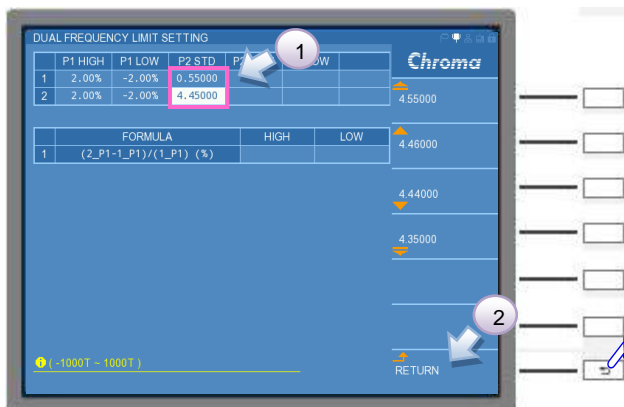 DUAL FREQUENCY LIMIT SETTING
Chroma
P1 HIGH P1 LOW P2 STD
1 2.00% -2.00% 0.55000
2 2.00% -2.00% 4.45000
1
4.55000
4.46000
4.44000
4.35000
FORMULA HIGH LOW
1 (2_P1-1_P1)/(1_P1) (%)
2
( -1000T ~ 1000T )
RETURN